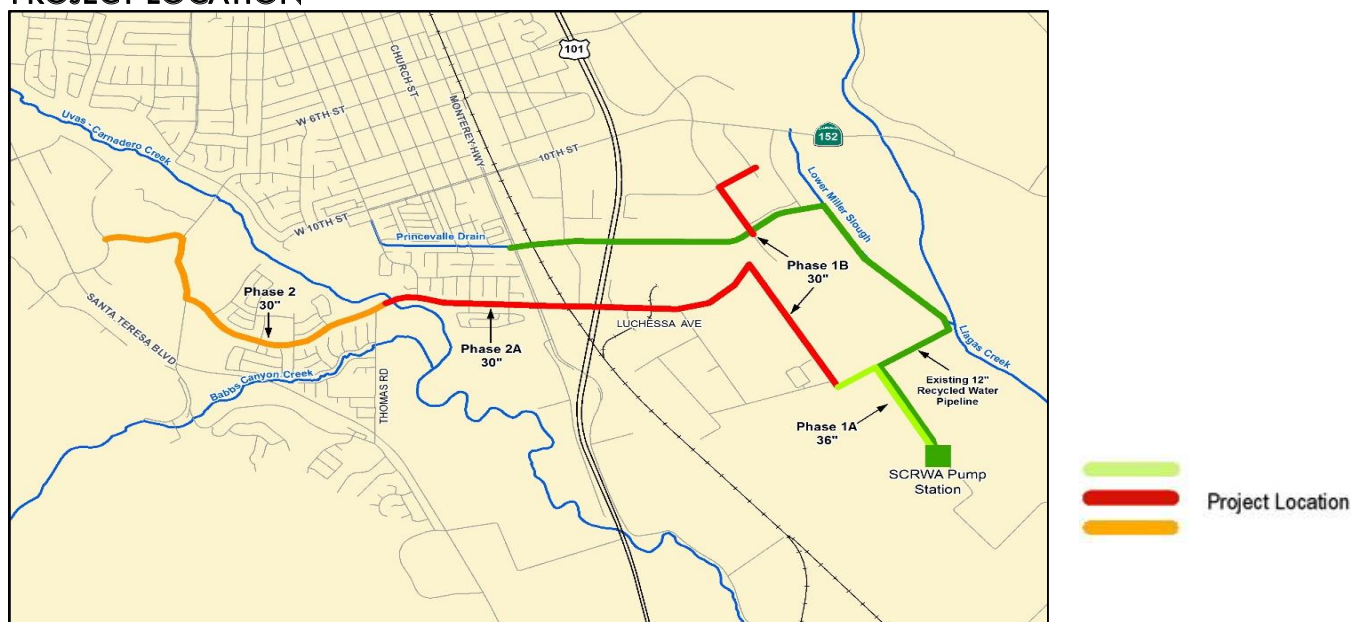 PROJECT LOCATION
101
CHURCH ST
MONTEREY HWY
W 6TH ST
Uvas - Carnadero Creek
CALIFORNIA
152
10TH ST
Lower Miller Slough
W 10TH ST
Princevalle Drain
Phase 1B
30"
Phase 2
30"
SANTA TERESA BLVD
LUCHESSA AVE
Phase 2A
30"
Llagas Creek
Babbs Canyon Creek
THOMAS RD
Existing 12"
Recycled Water
Pipeline
Phase 1A
36"
SCRWA Pump
Station
Project Location